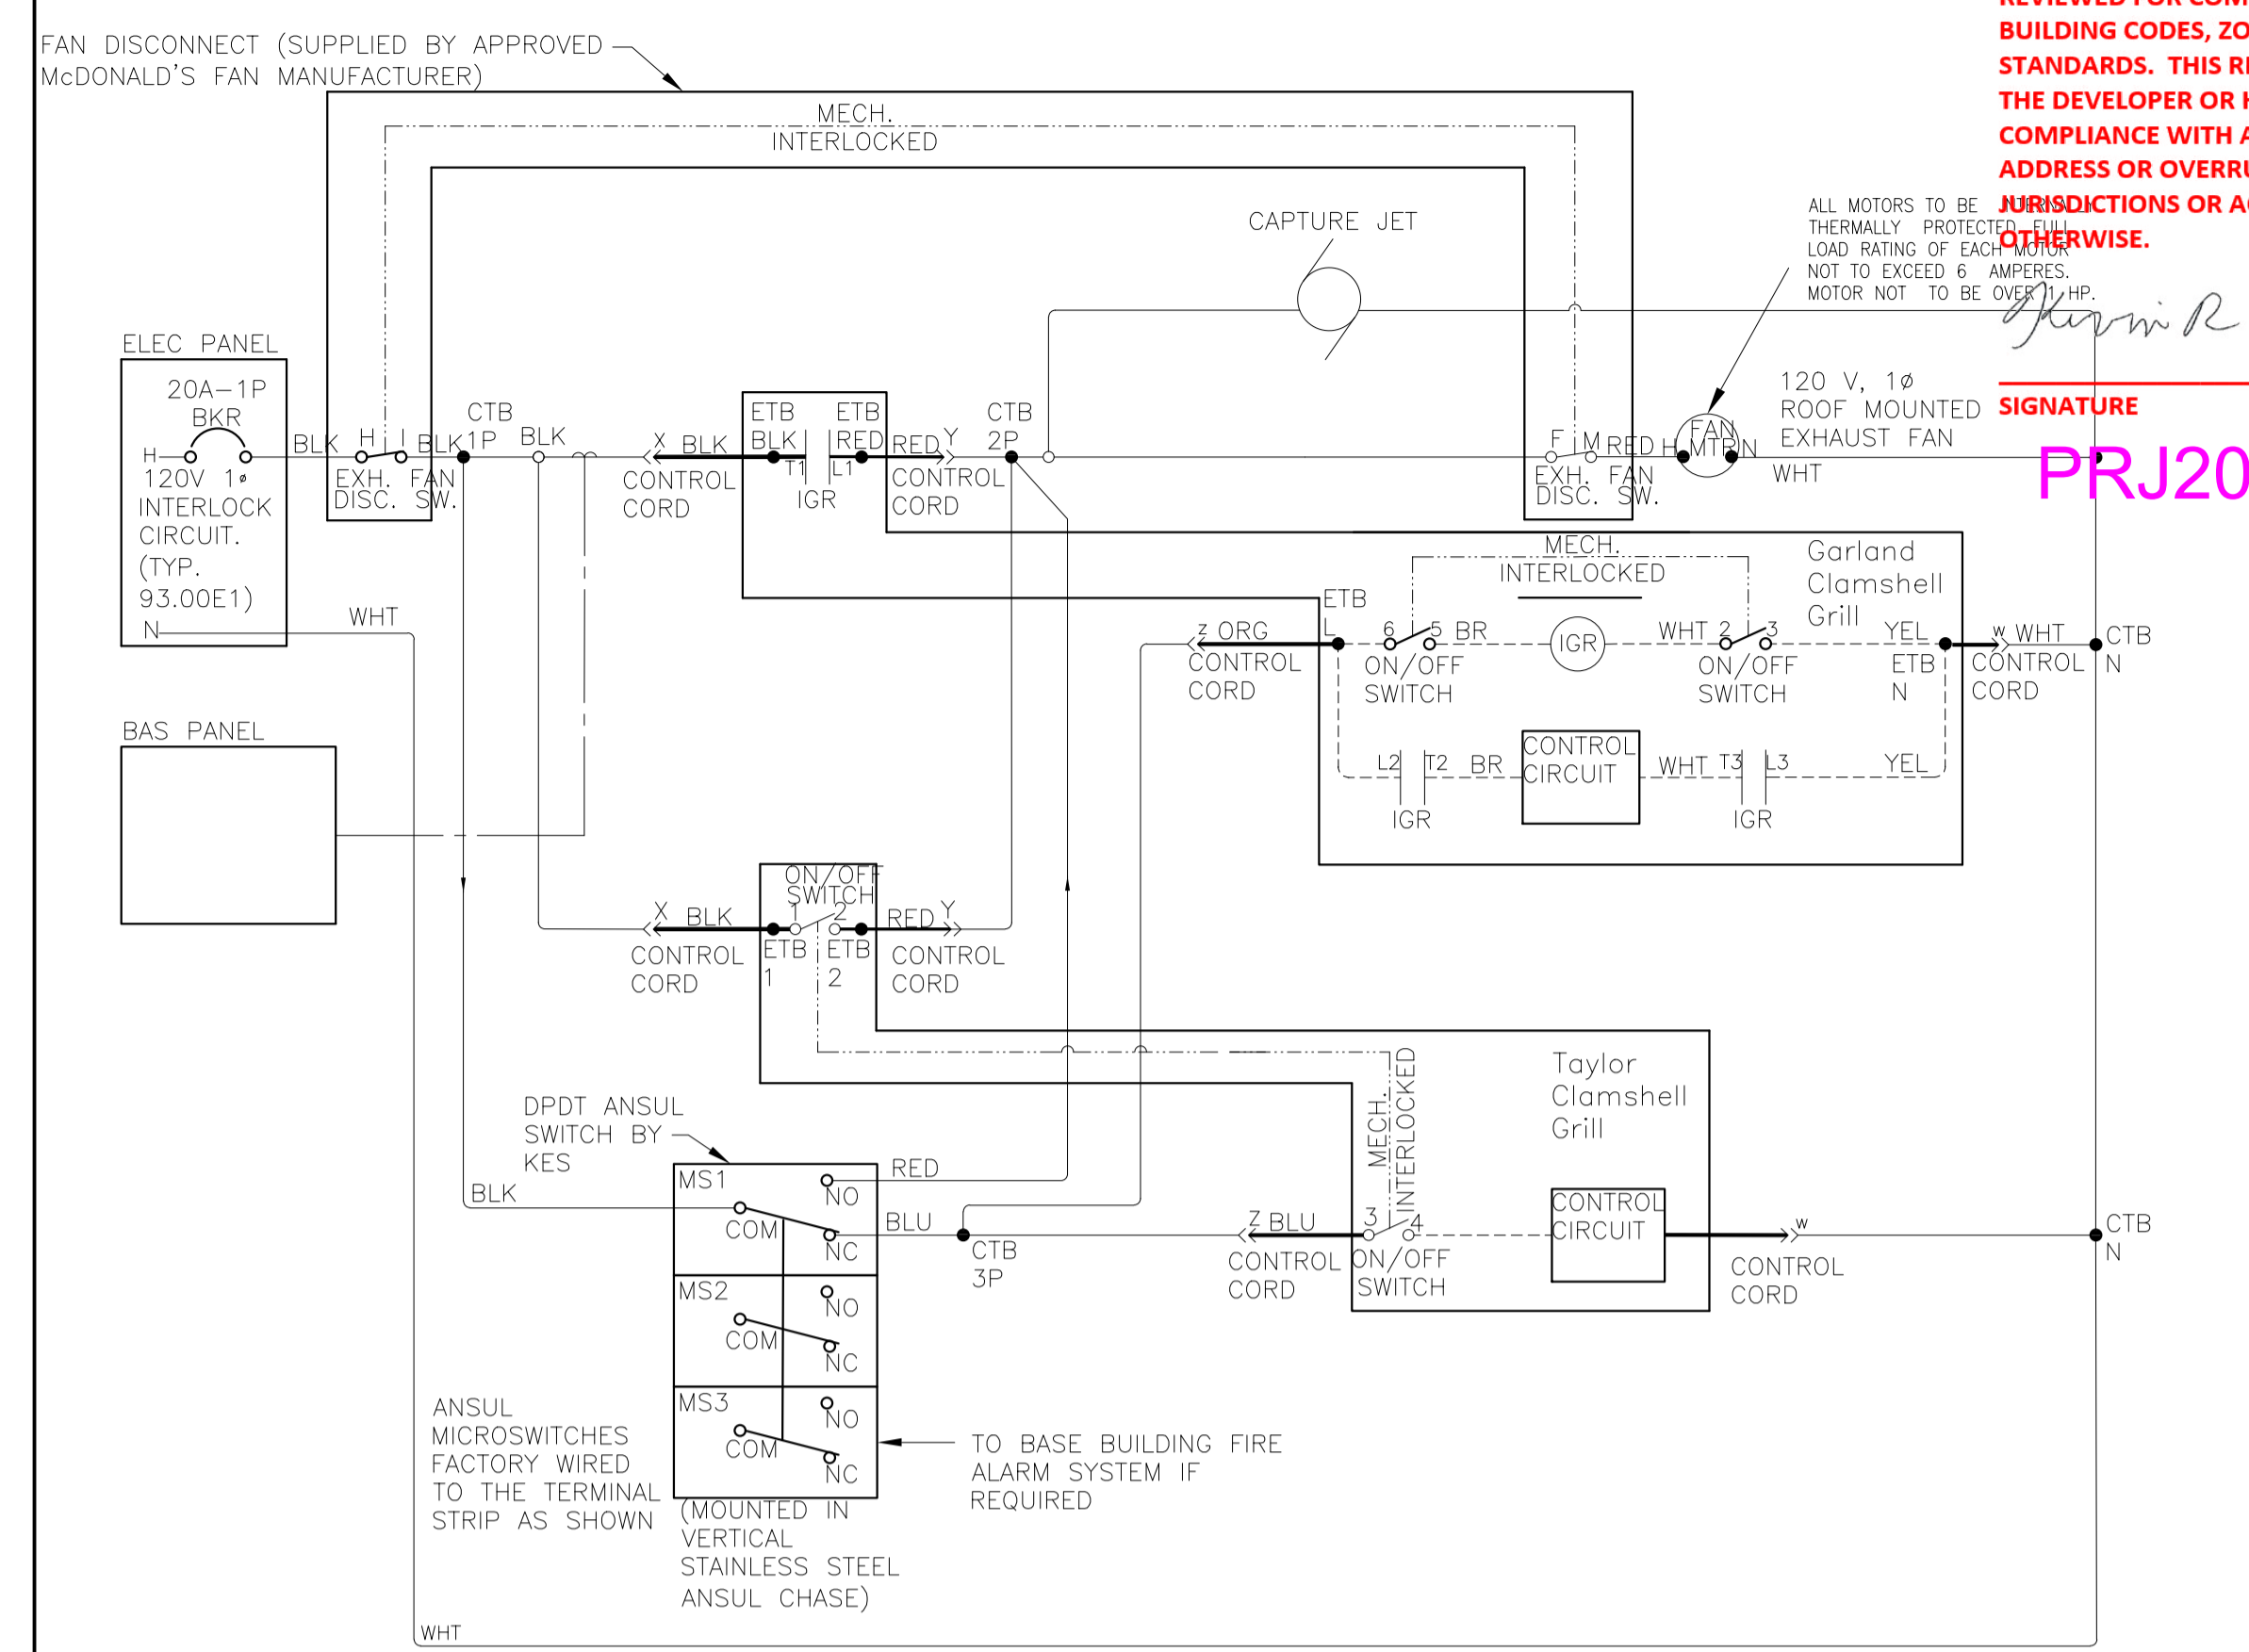 FAN DISCONNECT (SUPPLIED BY APPROVED
McDONALD'S FAN MANUFACTURER)
MECH.
INTERLOCKED
BUILDING CODES, ZO
STANDARDS. THIS RE
THE DEVELOPER OR H
COMPLIANCE WITH A
ADDRESS OR OVERRU
JURISDICTIONS OR A
OTHERWISE.
SIGNATURE
PRJ20
ALL MOTORS TO BE INTERNALLY
THERMALLY PROTECTED FULL
LOAD RATING OF EACH MOTOR
NOT TO EXCEED 6 AMPERES.
MOTOR NOT TO BE OVER 1 HP.
CAPTURE JET
ELEC PANEL
20A-1P
BKR
H
120V 1ø
INTERLOCK
CIRCUIT.
(TYP.
93.00E1)
N
WHT
BLK
H I
EXH. FAN
DISC. SW.
BLK
CTB
1P
BLK
X BLK
CONTROL
CORD
ETB
BLK
T1
ETB
RED
L1
IGR
RED Y
CONTROL
CORD
CTB
2P
F M
EXH. FAN
DISC. SW.
RED H
FAN
MTR
N
WHT
120 V, 1ø
ROOF MOUNTED
EXHAUST FAN
MECH.
INTERLOCKED
Garland
Clamshell
Grill
z ORG
CONTROL
CORD
ETB
L
6 5 BR
ON/OFF
SWITCH
IGR
WHT 2 3
ON/OFF
SWITCH
YEL
ETB
N
w WHT
CONTROL
CORD
CTB
N
L2 T2 BR
IGR
CONTROL
CIRCUIT
WHT T3 L3
IGR
YEL
BAS PANEL
ON/OFF
SWITCH
X BLK
CONTROL
CORD
1 2
ETB
1
ETB
2
RED Y
CONTROL
CORD
MECH.
INTERLOCKED
Taylor
Clamshell
Grill
DPDT ANSUL
SWITCH BY
KES
BLK
MS1
NO
COM
NC
RED
BLU
CTB
3P
MS2
NO
COM
NC
MS3
NO
COM
NC
Z BLU
CONTROL
CORD
3 4
ON/OFF
SWITCH
CONTROL
CIRCUIT
w
CONTROL
CORD
CTB
N
ANSUL
MICROSWITCHES
FACTORY WIRED
TO THE TERMINAL
STRIP AS SHOWN
(MOUNTED IN
VERTICAL
STAINLESS STEEL
ANSUL CHASE)
TO BASE BUILDING FIRE
ALARM SYSTEM IF
REQUIRED
WHT